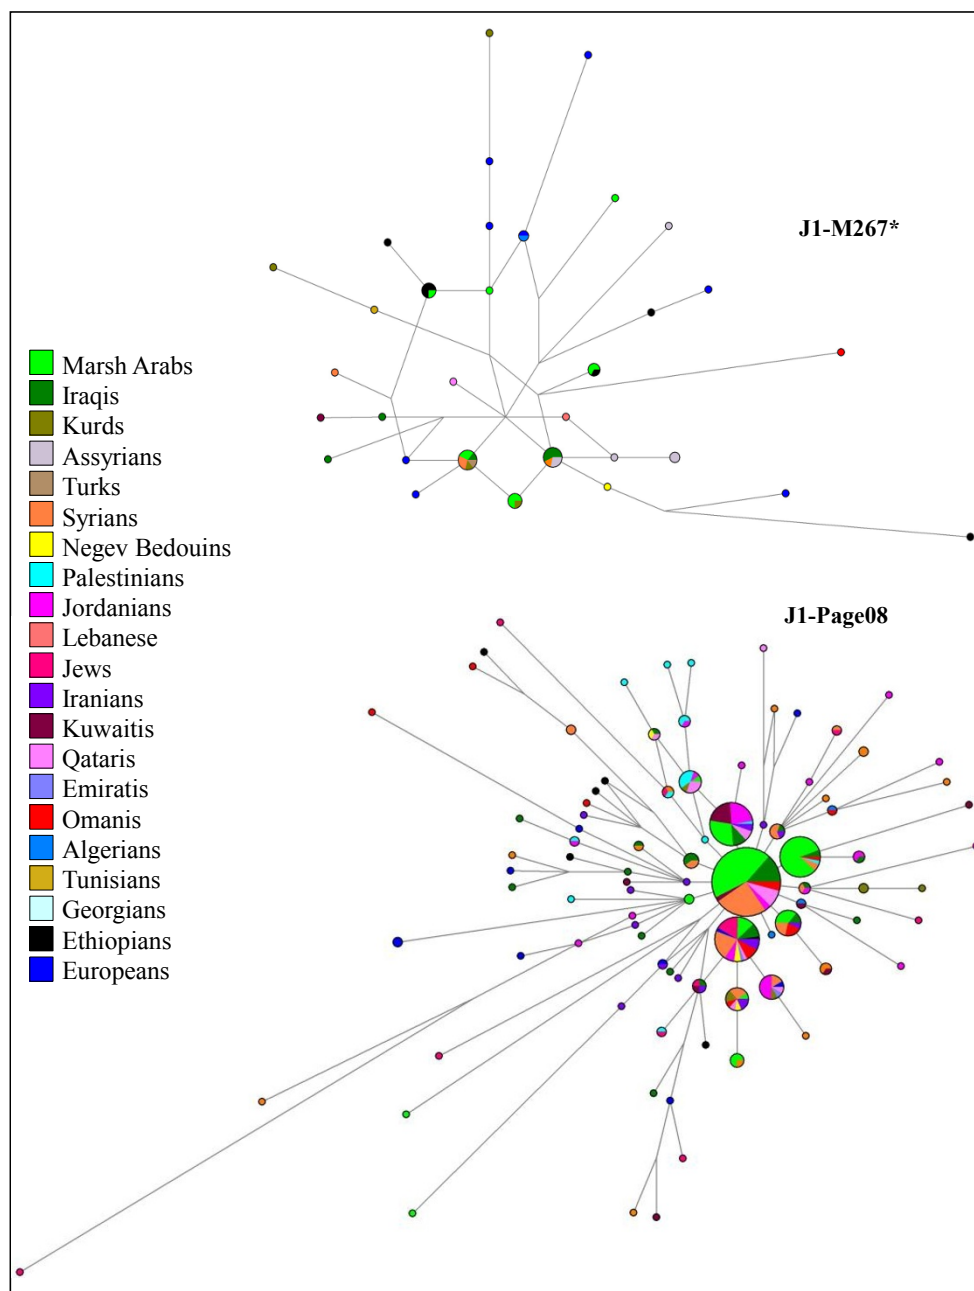 J1-M267*
Marsh Arabs
Iraqis
Kurds
Assyrians
Turks
Syrians
Negev Bedouins
Palestinians
Jordanians
Lebanese
Jews
Iranians
Kuwaitis
Qataris
Emiratis
Omanis
Algerians
Tunisians
Georgians
Ethiopians
Europeans
J1-Page08